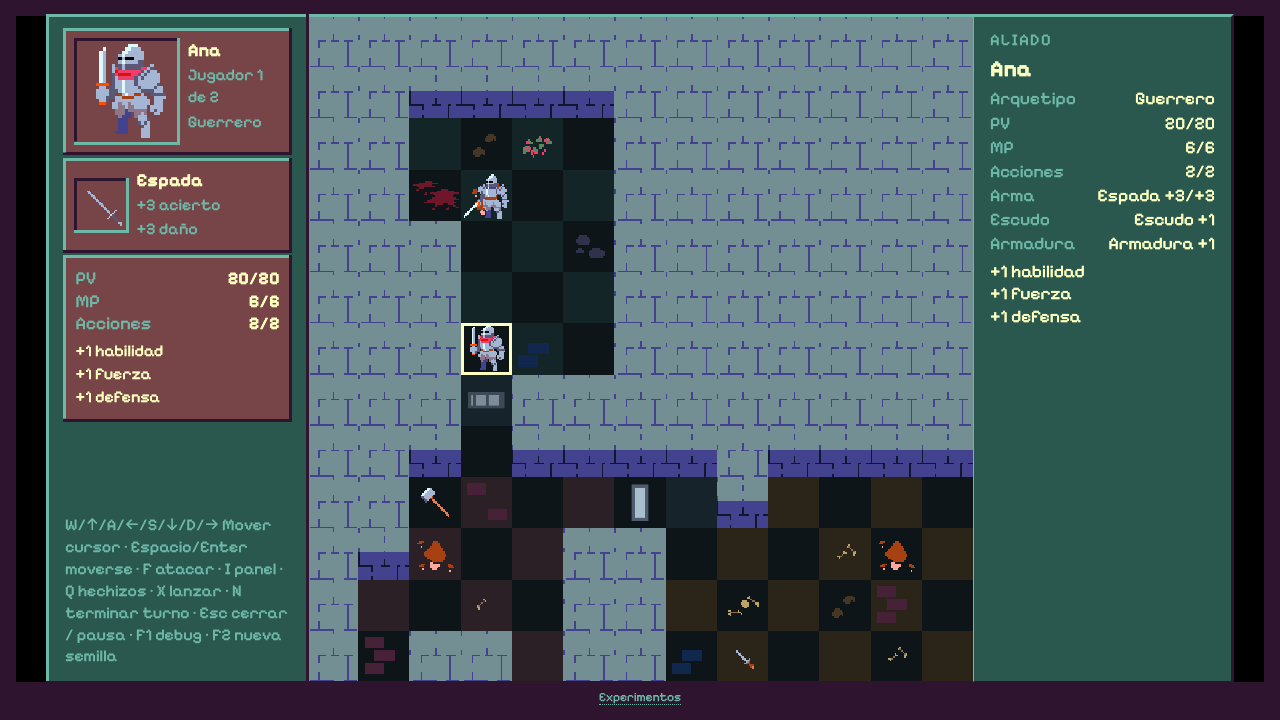 Ana
Jugador 1
de 2
Guerrero
Espada
+3 acierto
+3 daño
PV 20/20
MP 6/6
Acciones 2/2
+1 habilidad
+1 fuerza
+1 defensa
W/↑/A/←/S/↓/D/→ Mover
cursor · Espacio/Enter
moverse · F atacar · I panel ·
Q hechizos · X lanzar · N
terminar turno · Esc cerrar
/ pausa · F1 debug · F2 nueva
semilla
ALIADO
Ana
Arquetipo Guerrero
PV 20/20
MP 6/6
Acciones 2/2
Arma Espada +3/+3
Escudo Escudo +1
Armadura Armadura +1
+1 habilidad
+1 fuerza
+1 defensa
Experimentos